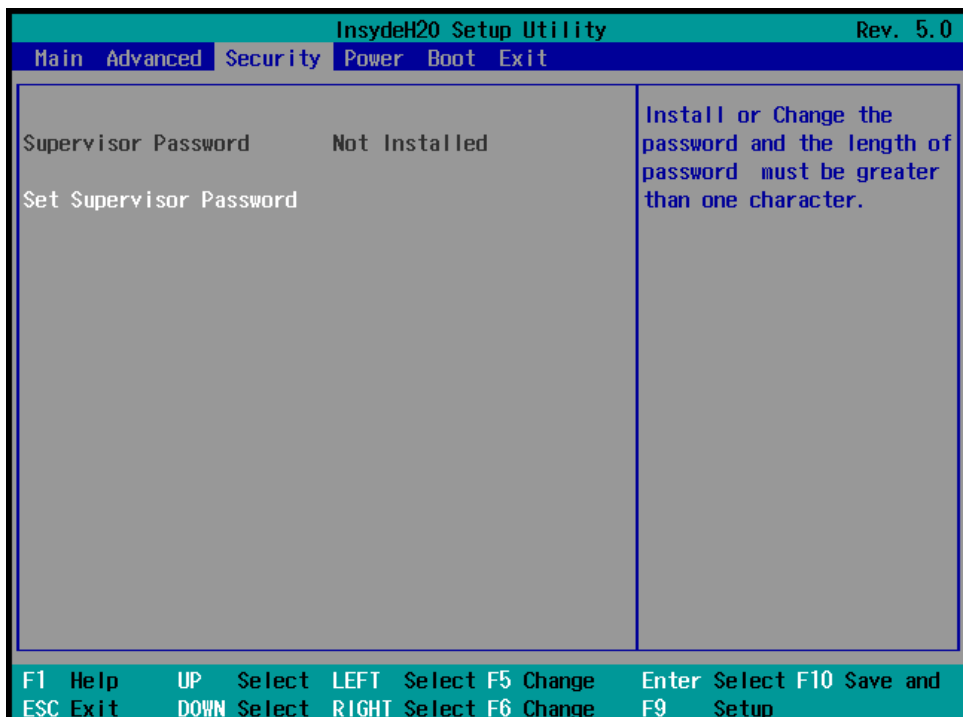 InsydeH20 Setup Utility Rev. 5.0
Main Advanced Security Power Boot Exit
Supervisor Password Not Installed
Set Supervisor Password
Install or Change the
password and the length of
password must be greater
than one character.
F1 Help UP Select LEFT Select F5 Change Enter Select F10 Save and
ESC Exit DOWN Select RIGHT Select F6 Change F9 Setup